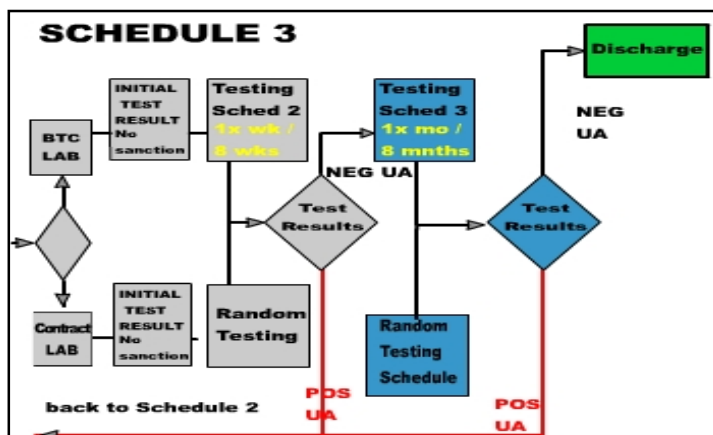 SCHEDULE 3
Discharge
INITIAL
TEST
RESULT
No
sanction
Testing
Sched 2
1x wk /
8 wks
Testing
Sched 3
1x mo /
8 mnths
NEG
UA
BTC
LAB
NEG UA
Test
Results
Test
Results
INITIAL
TEST
RESULT
No
sanction
Contract
LAB
Random
Testing
Random
Testing
Schedule
back to Schedule 2
POS
UA
POS
UA